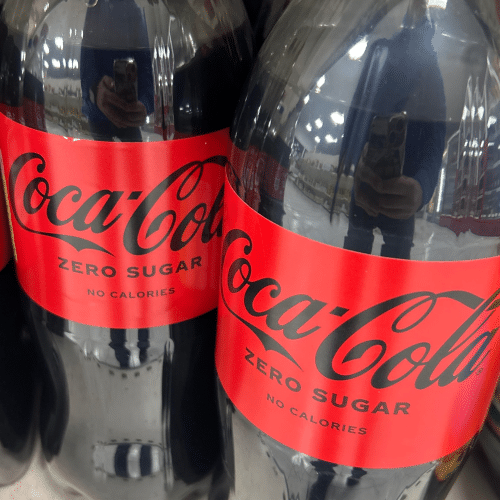 Coca-Cola
ZERO SUGAR
NO CALORIES
Coca-Cola
ZERO SUGAR
NO CALORIES